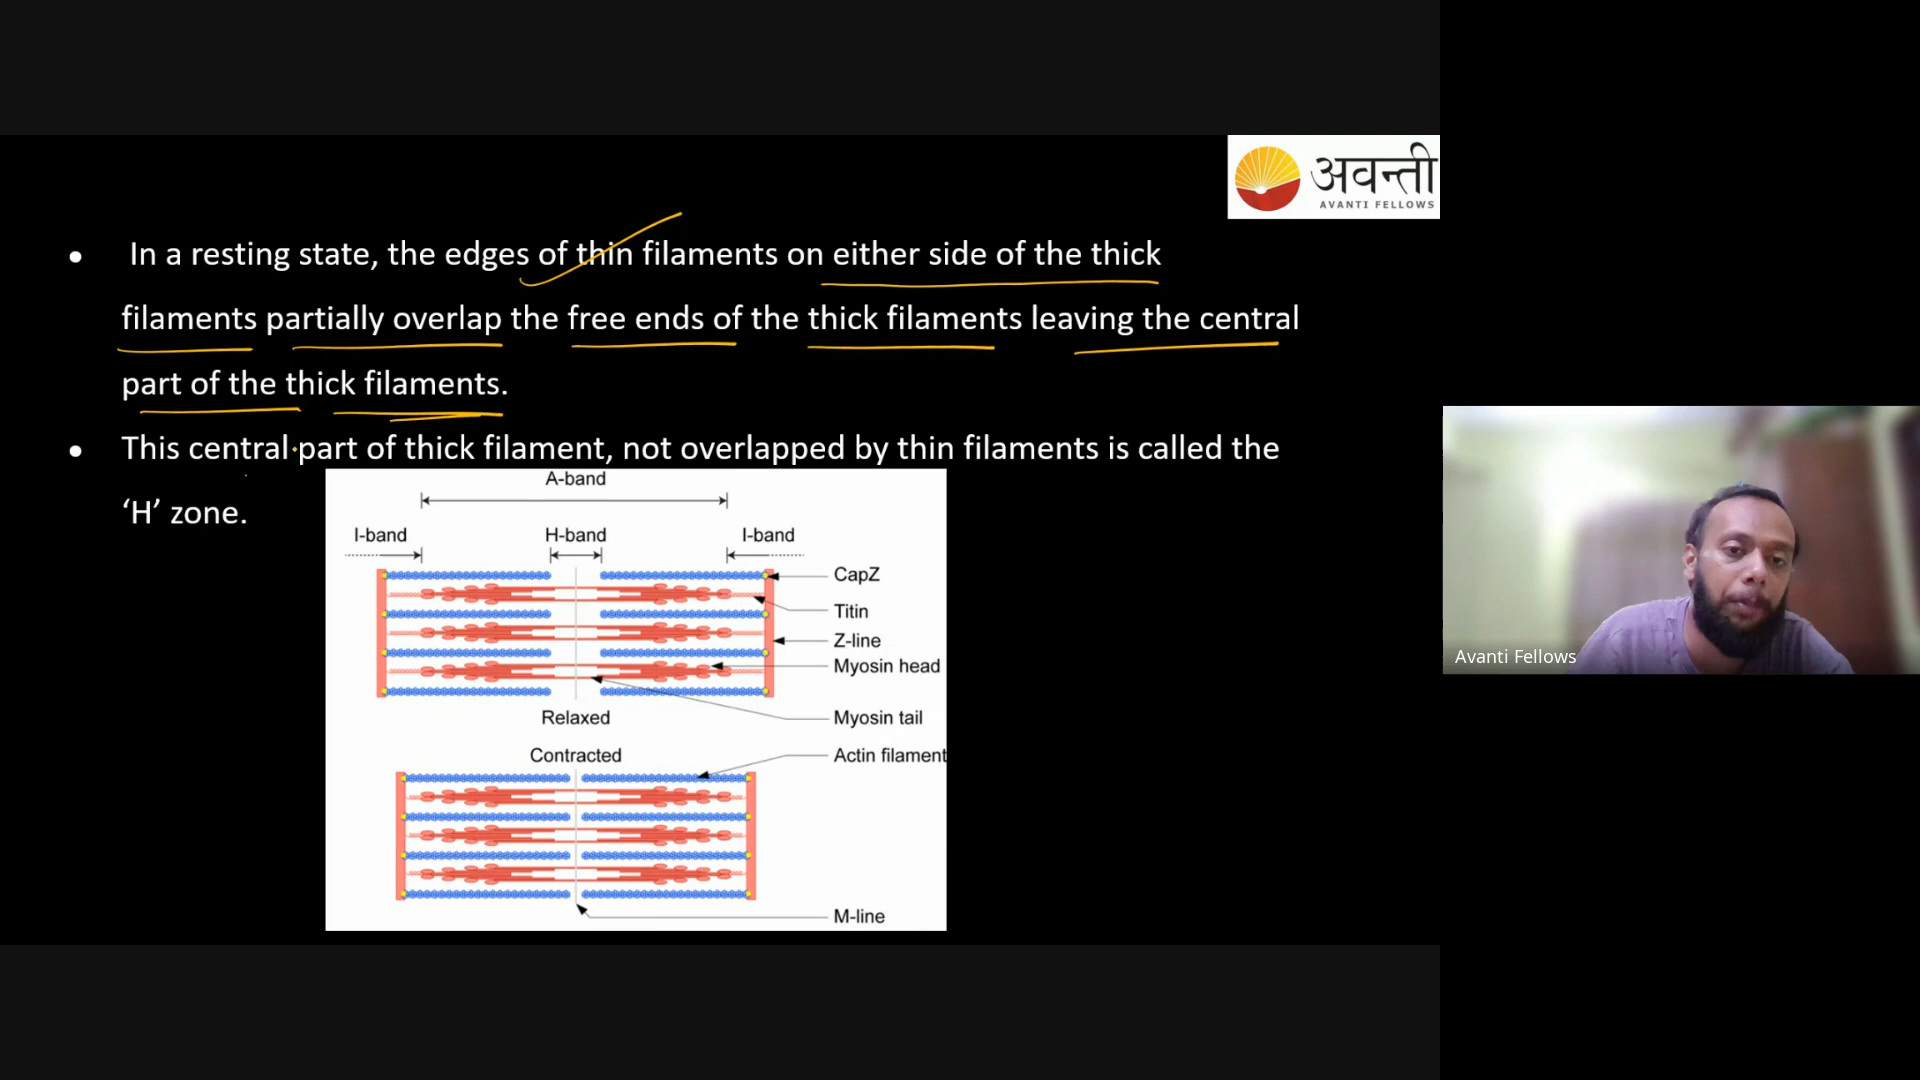 अवन्ती
AVANTI FELLOWS
• In a resting state, the edges of thin filaments on either side of the thick
filaments partially overlap the free ends of the thick filaments leaving the central
part of the thick filaments.
• This central part of thick filament, not overlapped by thin filaments is called the
‘H’ zone.
A-band
I-band H-band I-band
CapZ
Titin
Z-line
Myosin head
Relaxed
Myosin tail
Contracted
Actin filament
M-line
Avanti Fellows